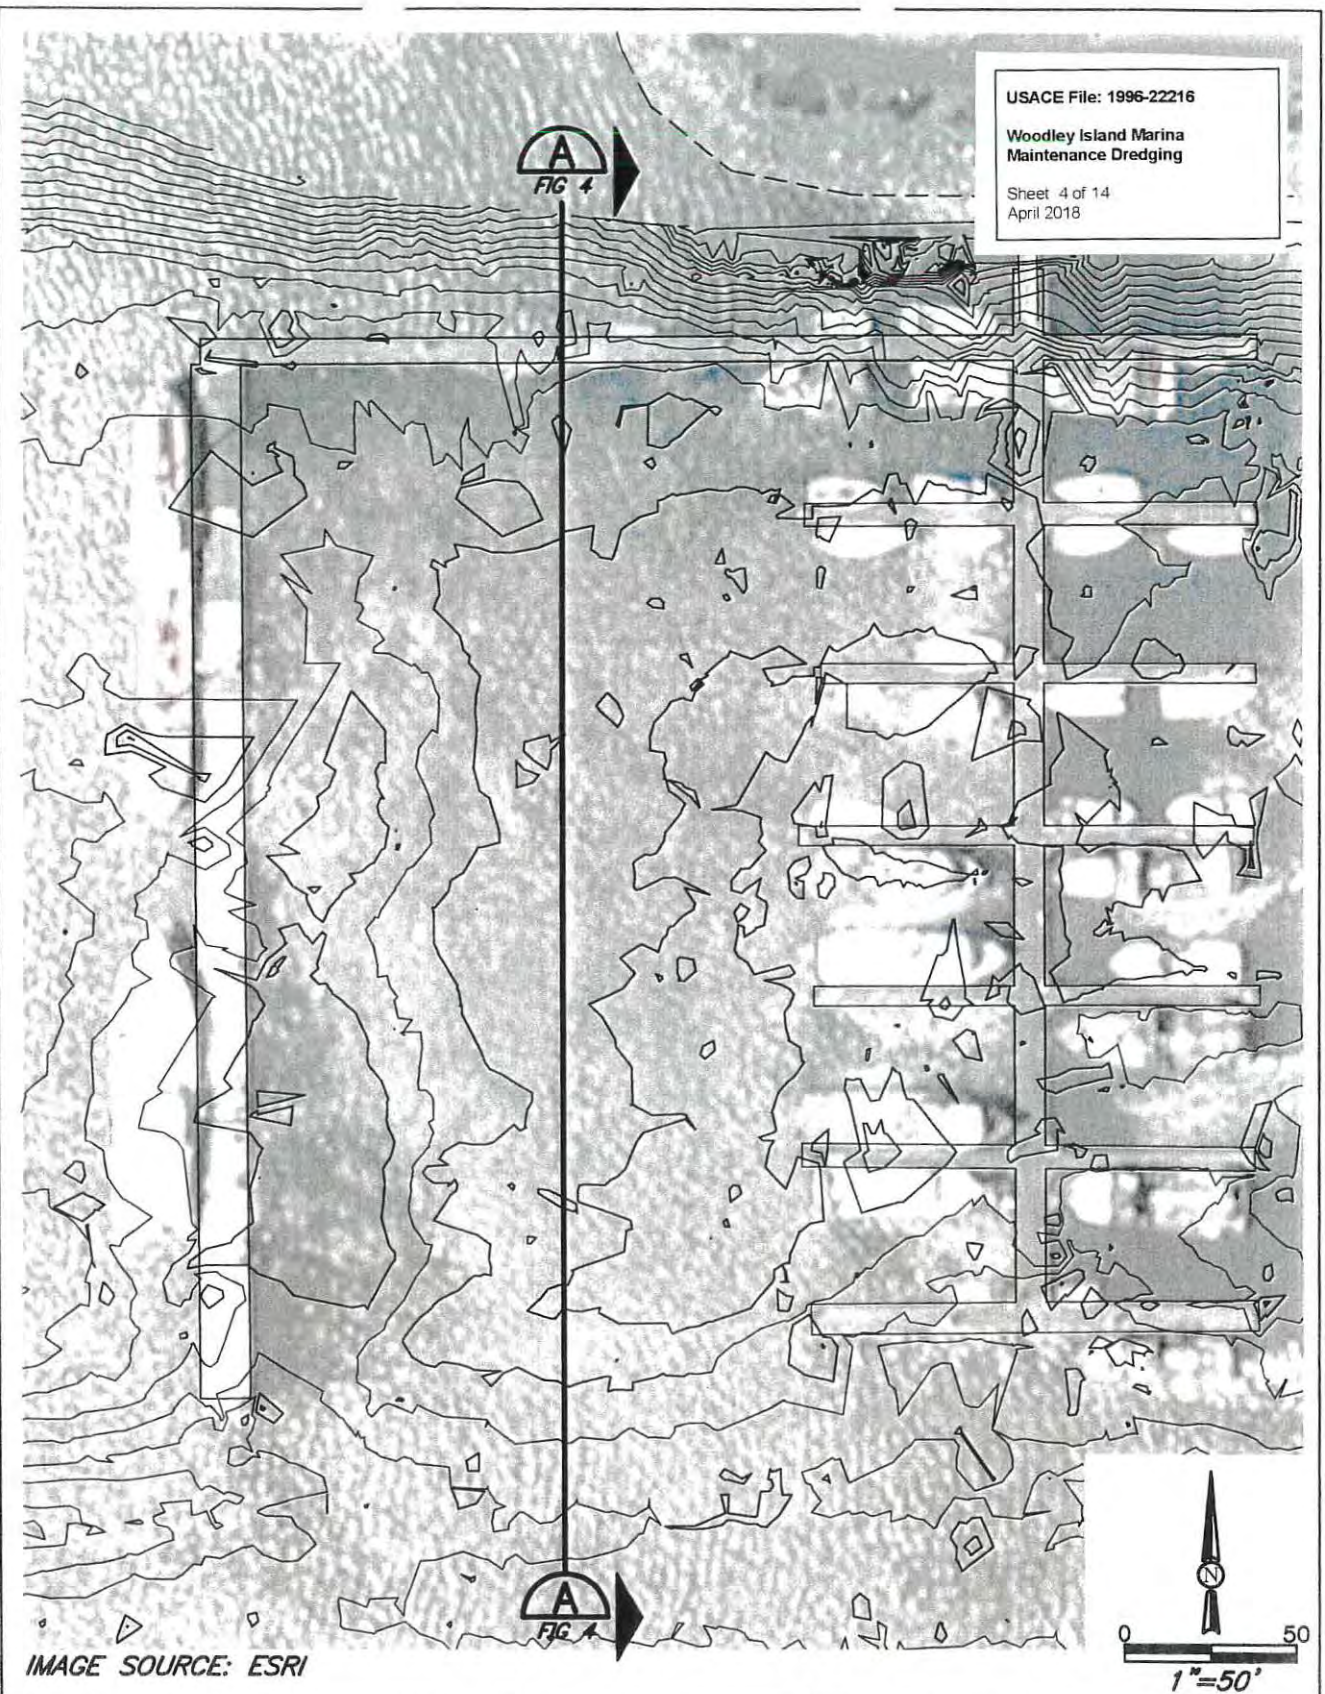 USACE File: 1996-22216
Woodley Island Marina
Maintenance Dredging
Sheet 4 of 14
April 2018
A
FIG 4
A
FIG 4
N
0 50
1"=50'
IMAGE SOURCE: ESRI